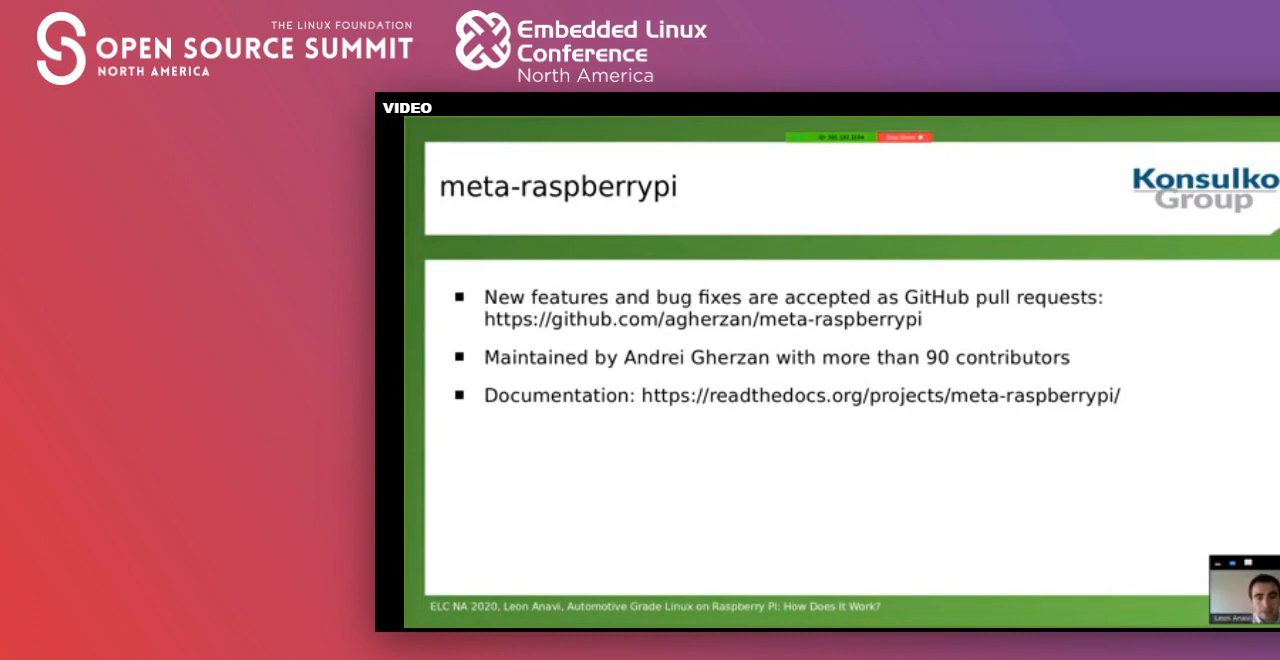 THE LINUX FOUNDATION
OPEN SOURCE SUMMIT
NORTH AMERICA
Embedded Linux
Conference
North America
VIDEO
Stop Share
meta-raspberrypi
Konsulko
Group
■ New features and bug fixes are accepted as GitHub pull requests:
https://github.com/agherzan/meta-raspberrypi
■ Maintained by Andrei Gherzan with more than 90 contributors
■ Documentation: https://readthedocs.org/projects/meta-raspberrypi/
ELC NA 2020, Leon Anavi, Automotive Grade Linux on Raspberry Pi: How Does It Work?
Leon Anavi